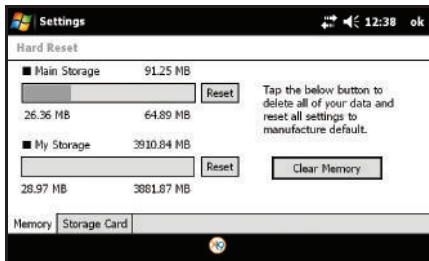 Settings 12:38 ok
Hard Reset
Main Storage 91.25 MB
Reset
26.36 MB 64.89 MB
My Storage 3910.84 MB
Reset
28.97 MB 3881.87 MB
Tap the below button to
delete all of your data and
reset all settings to
manufacture default.
Clear Memory
Memory Storage Card